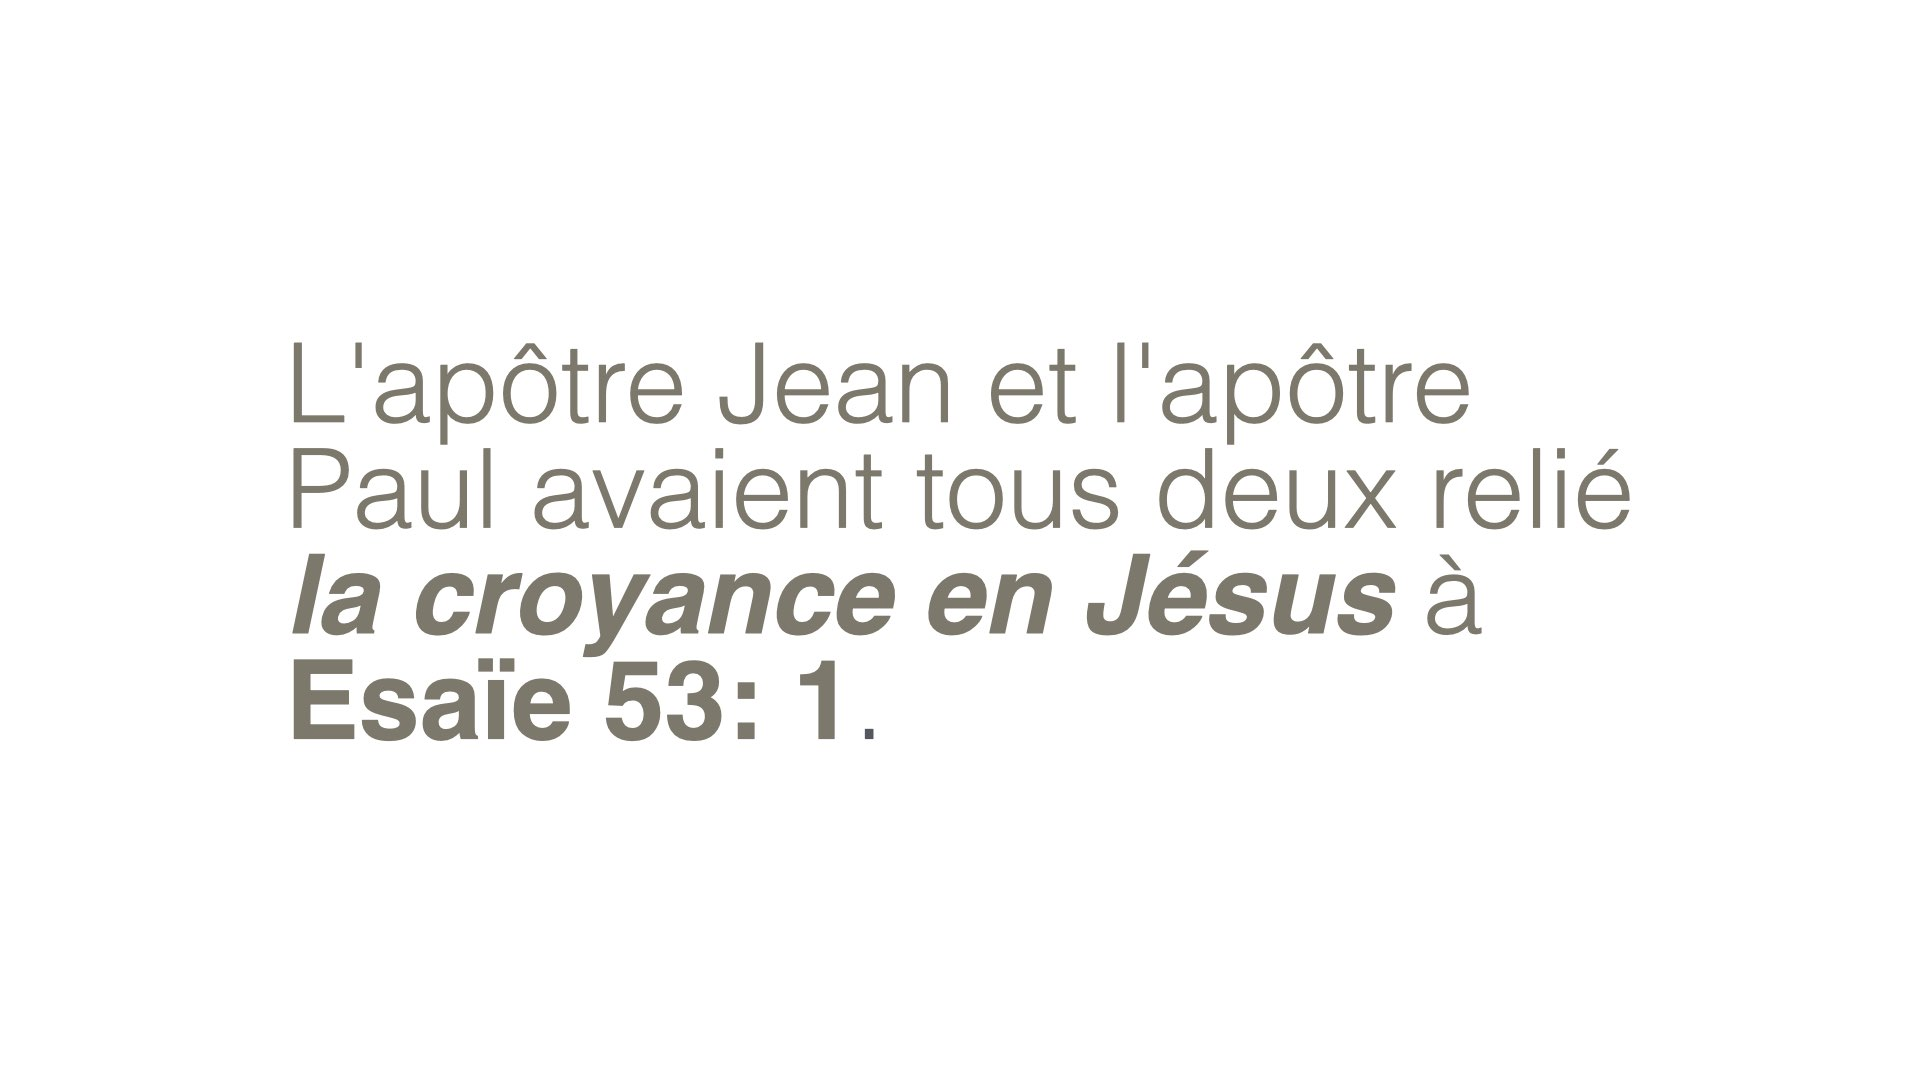 L'apôtre Jean et l'apôtre
Paul avaient tous deux relié
la croyance en Jésus à
Esaïe 53: 1.